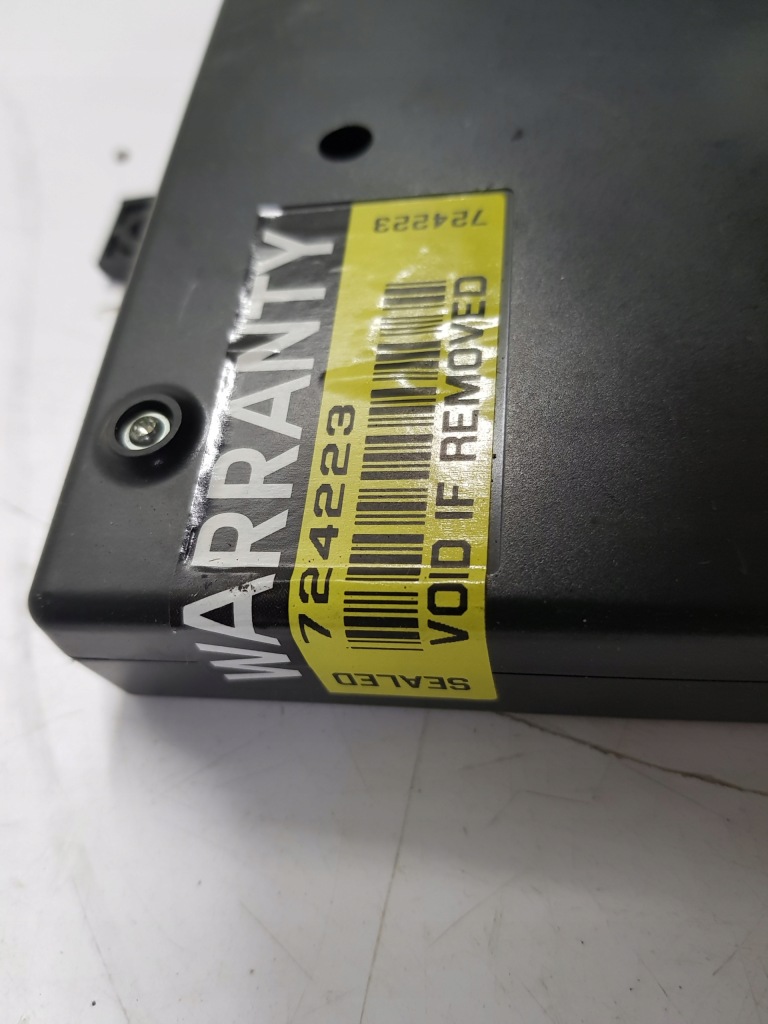 WARRANTY
724223
VOID IF REMOVED
724223
SEALED